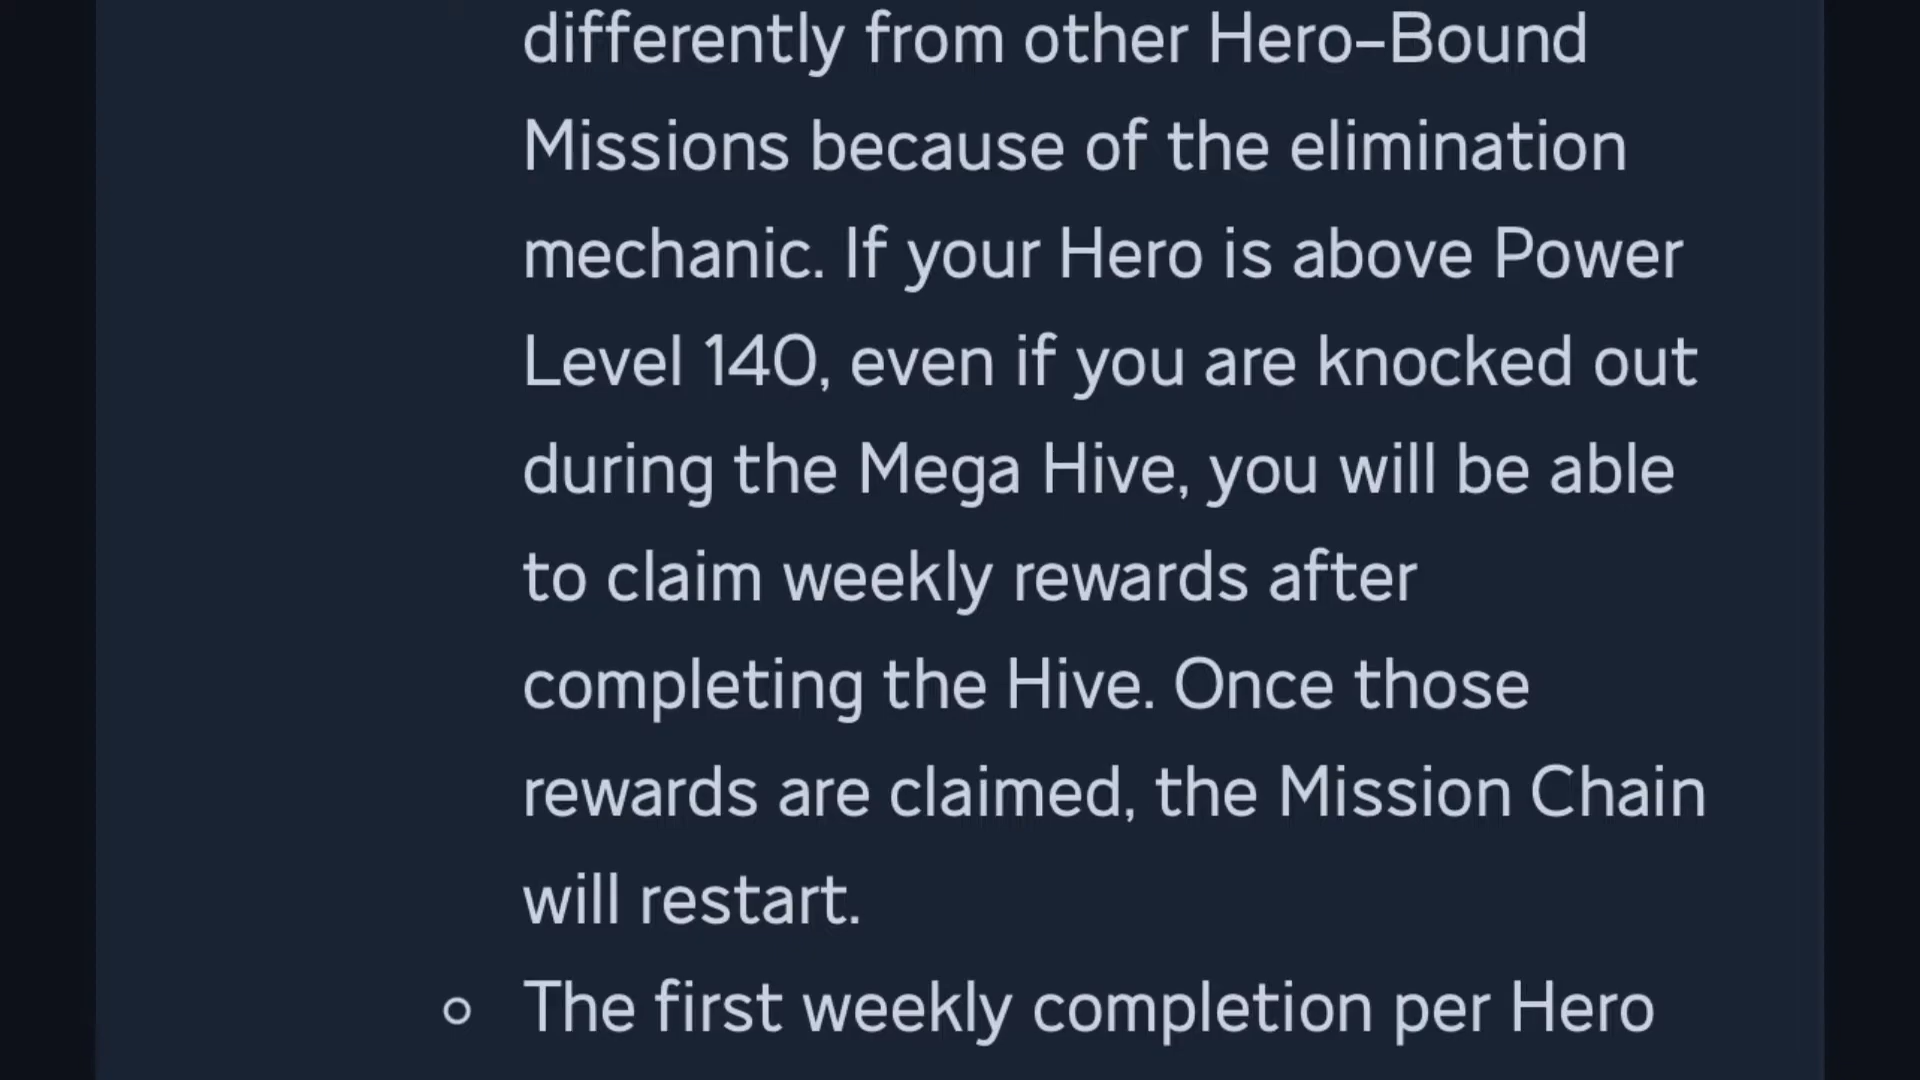 differently from other Hero-Bound
Missions because of the elimination
mechanic. If your Hero is above Power
Level 140, even if you are knocked out
during the Mega Hive, you will be able
to claim weekly rewards after
completing the Hive. Once those
rewards are claimed, the Mission Chain
will restart.
The first weekly completion per Hero